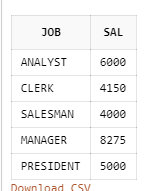 JOB SAL
ANALYST 6000
CLERK 4150
SALESMAN 4000
MANAGER 8275
PRESIDENT 5000
Download CSV